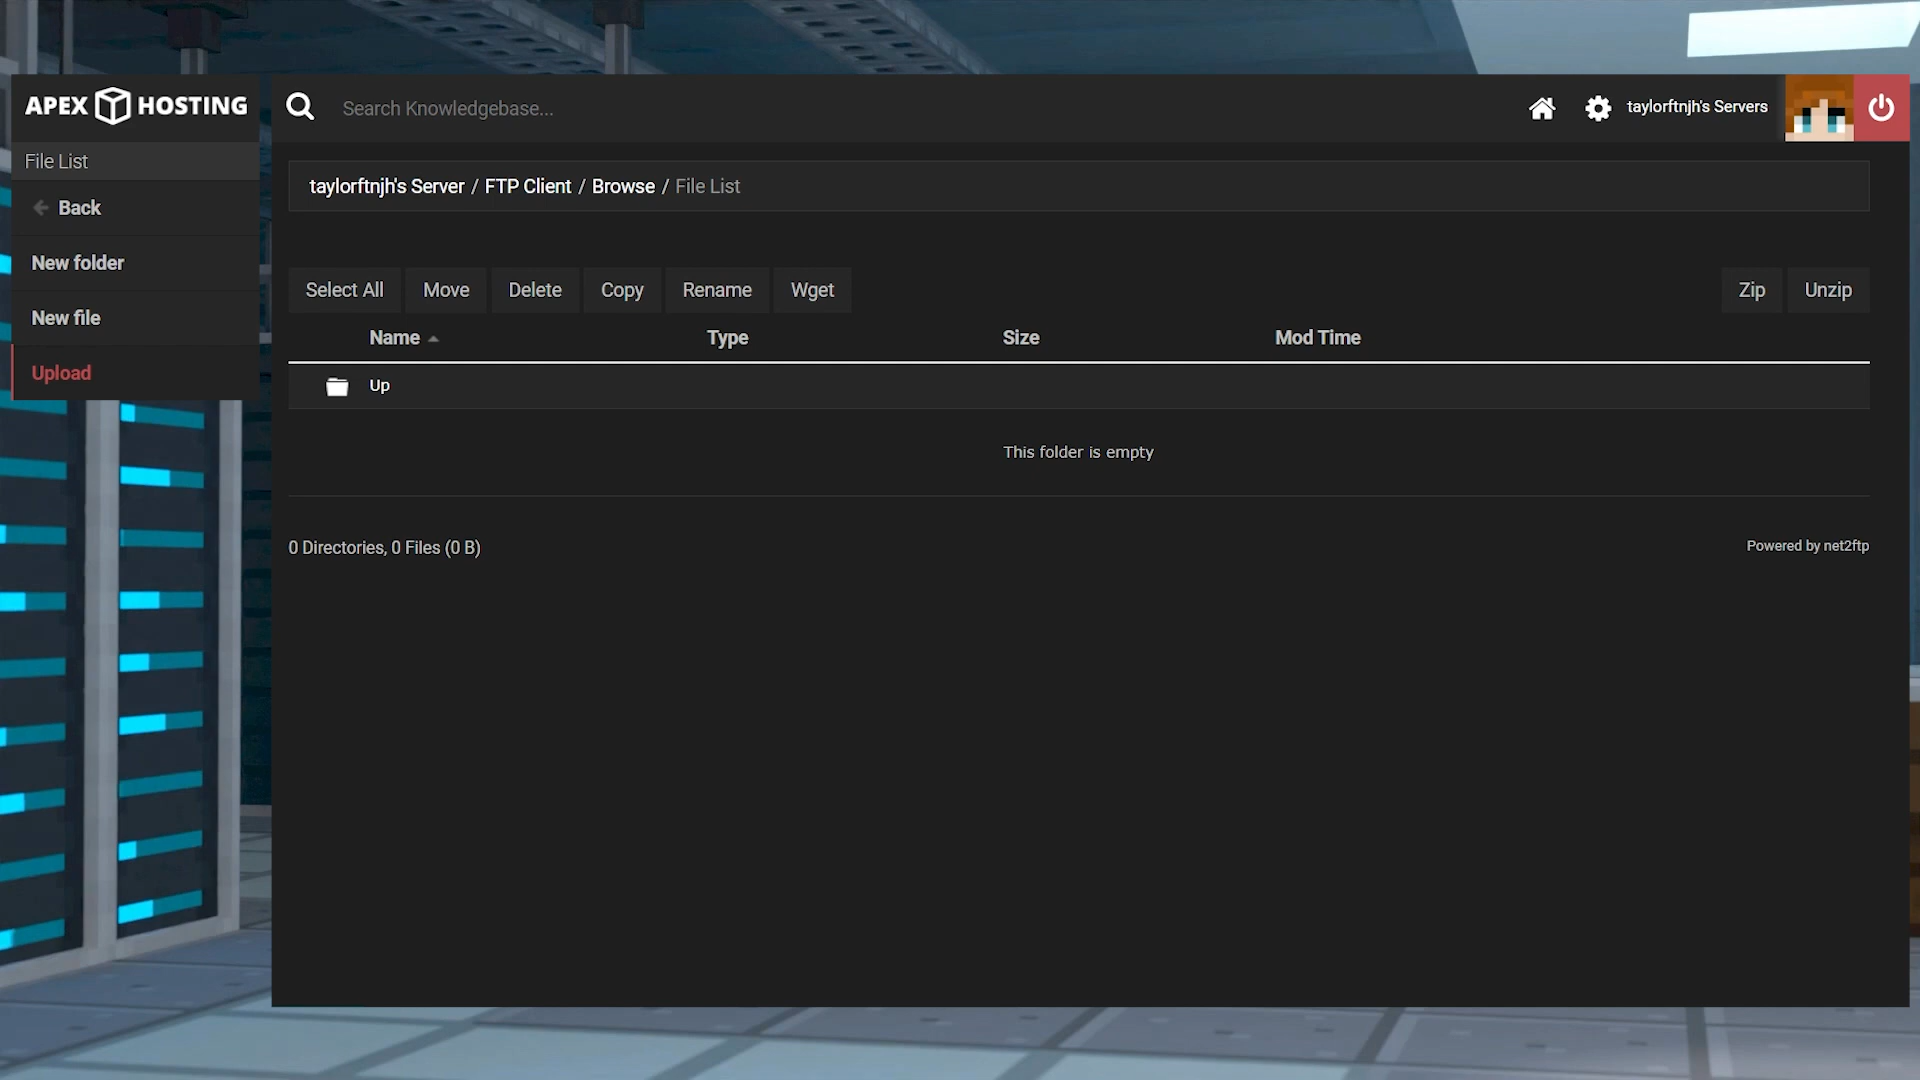 APEX HOSTING
Search Knowledgebase...
taylorftnjh's Servers
File List
Back
New folder
New file
Upload
taylorftnjh's Server / FTP Client / Browse / File List
Select All Move Delete Copy Rename Wget Zip Unzip
Name Type Size Mod Time
Up
This folder is empty
0 Directories, 0 Files (0 B)
Powered by net2ftp